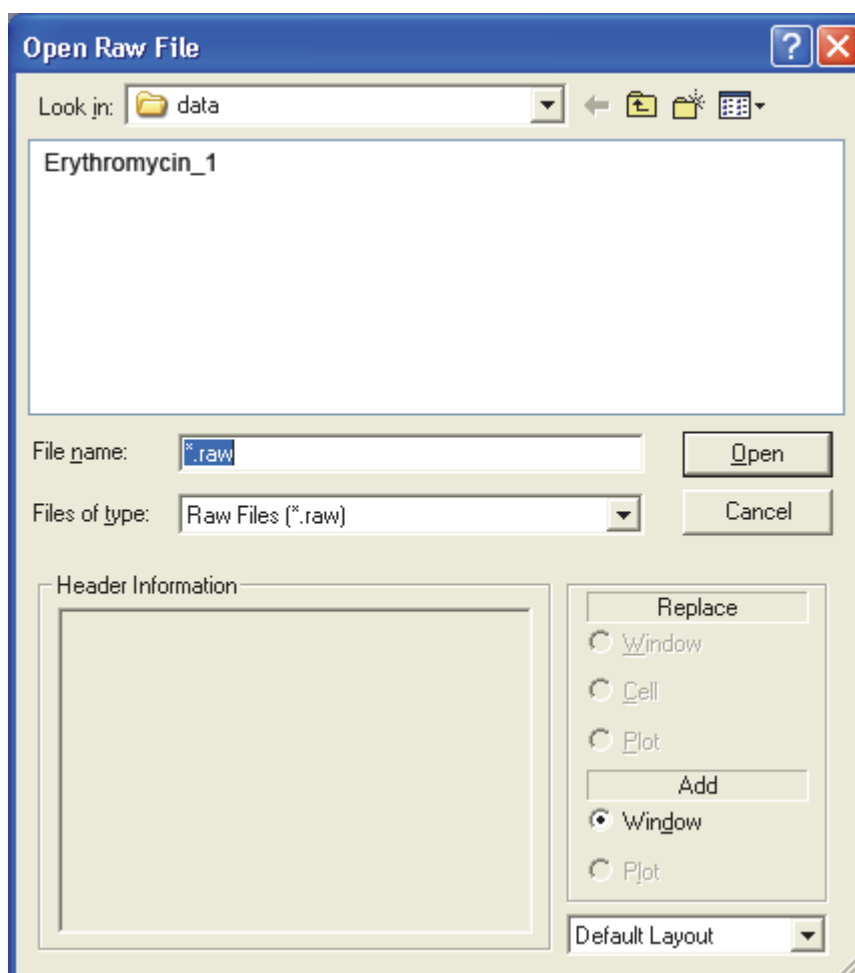 Open Raw File
Look in: data
Erythromycin_1
File name: *.raw Open
Files of type: Raw Files (*.raw) Cancel
Header Information
Replace
Window
Cell
Plot
Add
Window
Plot
Default Layout